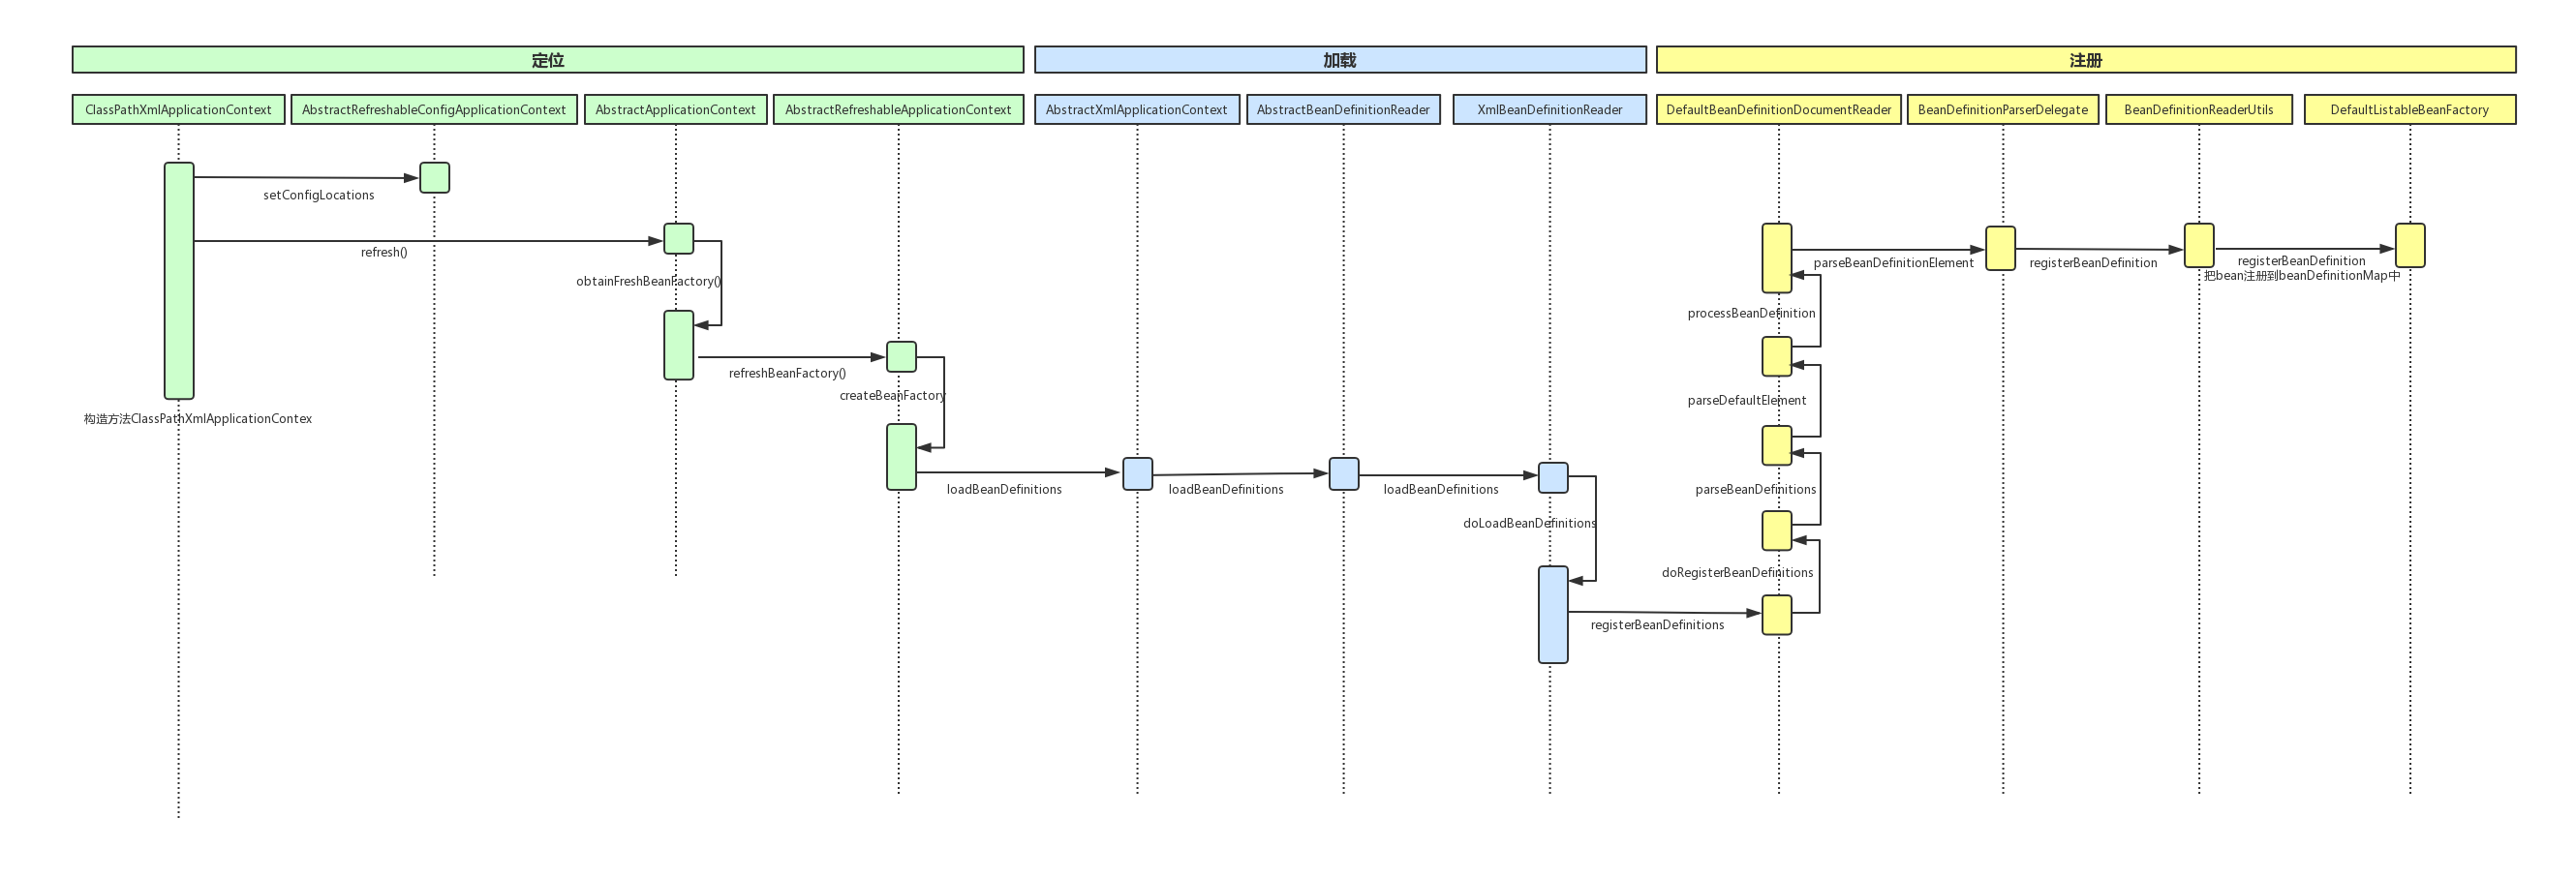 定位
加载
注册
ClassPathXmlApplicationContext
AbstractRefreshableConfigApplicationContext
AbstractApplicationContext
AbstractRefreshableApplicationContext
AbstractXmlApplicationContext
AbstractBeanDefinitionReader
XmlBeanDefinitionReader
DefaultBeanDefinitionDocumentReader
BeanDefinitionParserDelegate
BeanDefinitionReaderUtils
DefaultListableBeanFactory
setConfigLocations
refresh()
obtainFreshBeanFactory()
refreshBeanFactory()
createBeanFactory
构造方法ClassPathXmlApplicationContex
loadBeanDefinitions
loadBeanDefinitions
loadBeanDefinitions
doLoadBeanDefinitions
registerBeanDefinitions
doRegisterBeanDefinitions
parseBeanDefinitions
parseDefaultElement
processBeanDefinition
parseBeanDefinitionElement
registerBeanDefinition
registerBeanDefinition
把bean注册到beanDefinitionMap中